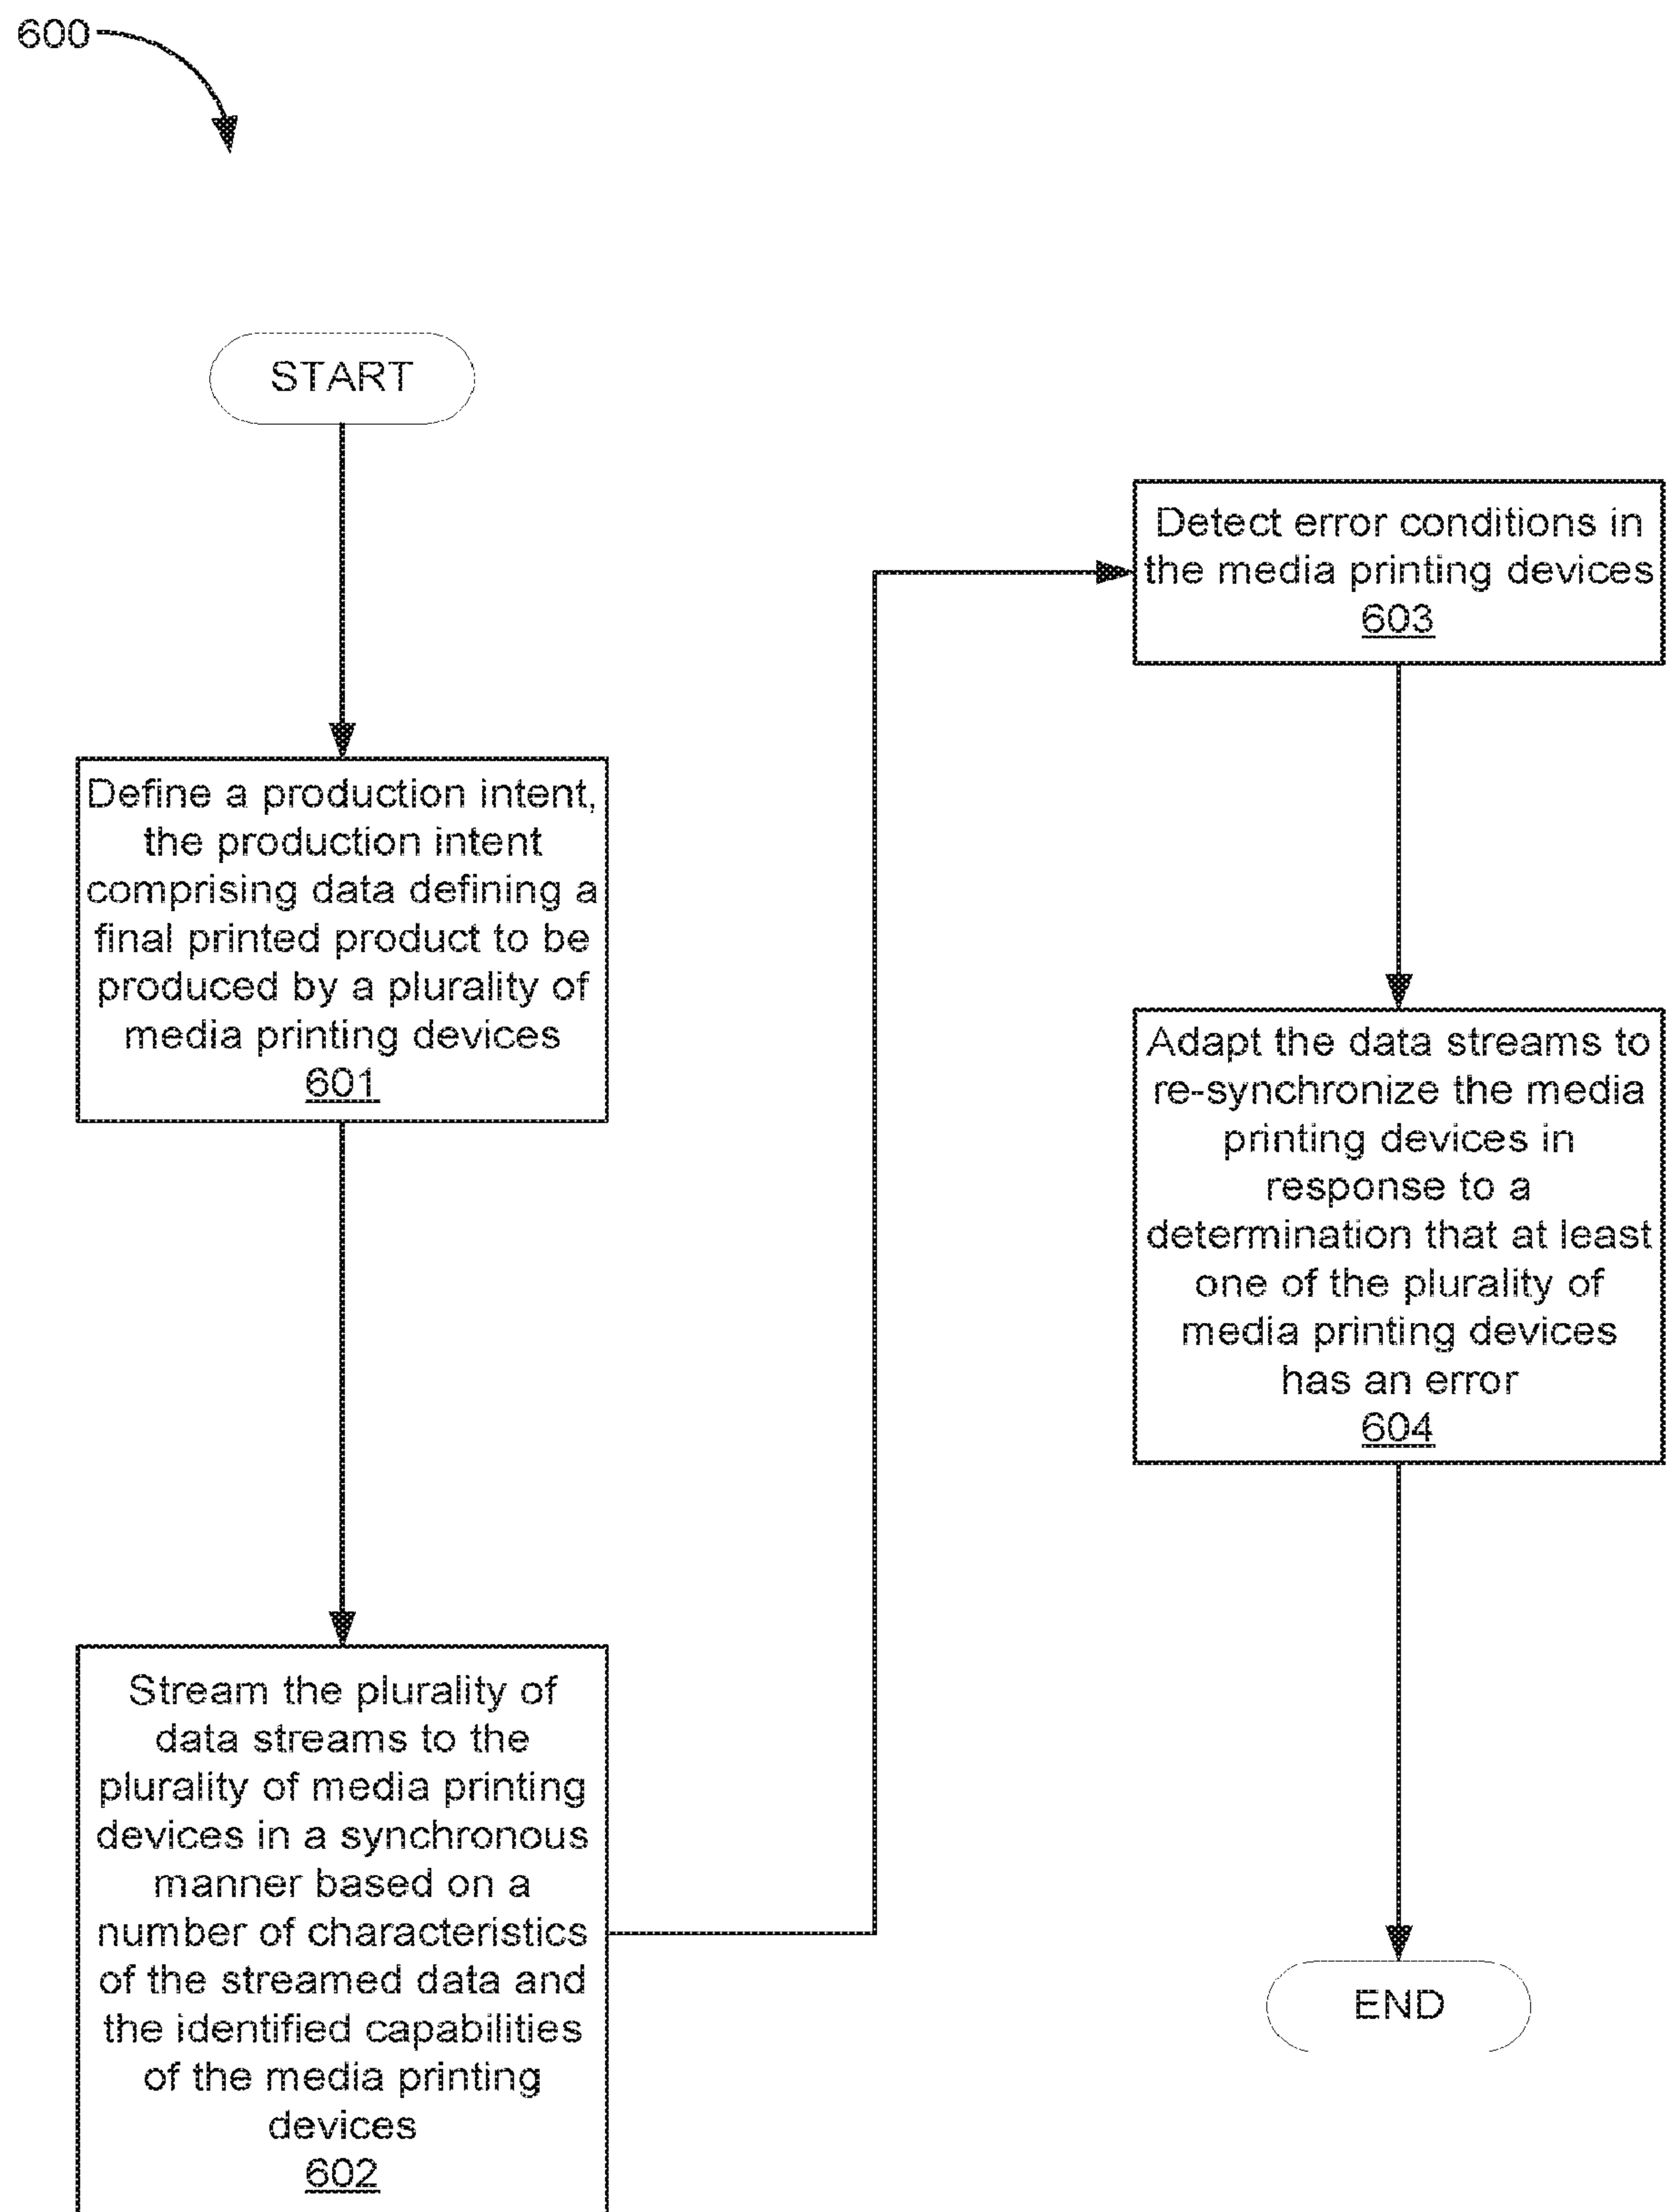 600
START
Define a production intent,
the production intent
comprising data defining a
final printed product to be
produced by a plurality of
media printing devices
601
Stream the plurality of
data streams to the
plurality of media printing
devices in a synchronous
manner based on a
number of characteristics
of the streamed data and
the identified capabilities
of the media printing
devices
602
Detect error conditions in
the media printing devices
603
Adapt the data streams to
re-synchronize the media
printing devices in
response to a
determination that at least
one of the plurality of
media printing devices
has an error
604
END